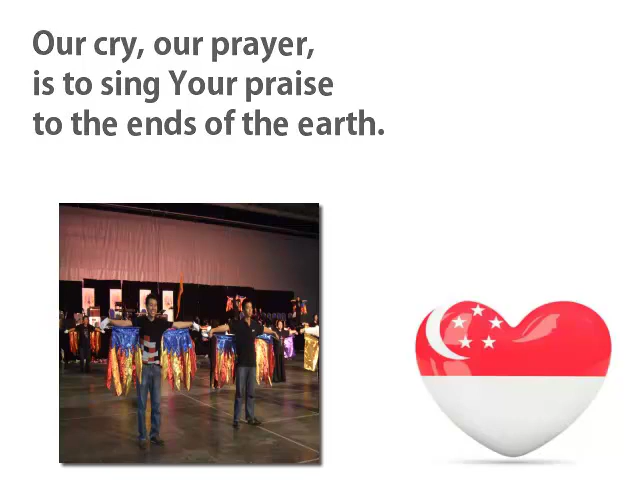 Our cry, our prayer,
is to sing Your praise
to the ends of the earth.